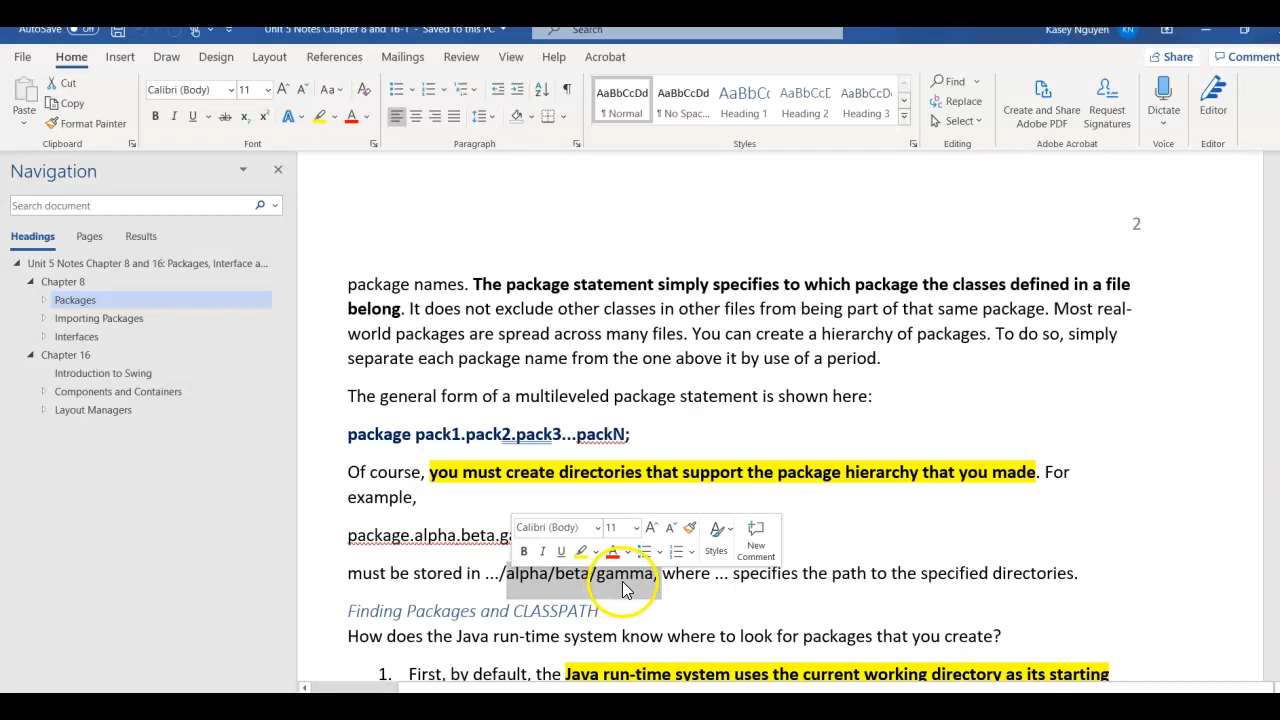 AutoSave Off Unit 5 Notes Chapter 8 and 16-1 - Saved to this PC Search Kasey Nguyen KN
File Home Insert Draw Design Layout References Mailings Review View Help Acrobat Share Comment
Paste Cut Copy Format Painter
Calibri (Body) 11
AaBbCcDd AaBbCcDd AaBbCc AaBbCcD AaBbCcD
¶ Normal ¶ No Spac... Heading 1 Heading 2 Heading 3
Find Replace Select
Create and Share Adobe PDF Request Signatures Dictate Editor
Clipboard Font Paragraph Styles Editing Adobe Acrobat Voice Editor
Navigation
Search document
Headings Pages Results
Unit 5 Notes Chapter 8 and 16: Packages, Interface a...
Chapter 8
Packages
Importing Packages
Interfaces
Chapter 16
Introduction to Swing
Components and Containers
Layout Managers
2
package names. The package statement simply specifies to which package the classes defined in a file
belong. It does not exclude other classes in other files from being part of that same package. Most real-
world packages are spread across many files. You can create a hierarchy of packages. To do so, simply
separate each package name from the one above it by use of a period.
The general form of a multileveled package statement is shown here:
package pack1.pack2.pack3...packN;
Of course, you must create directories that support the package hierarchy that you made. For
example,
Calibri (Body) 11
Styles New Comment
package.alpha.beta.ga
must be stored in .../alpha/beta/gamma, where ... specifies the path to the specified directories.
Finding Packages and CLASSPATH
How does the Java run-time system know where to look for packages that you create?
1. First, by default, the Java run-time system uses the current working directory as its starting